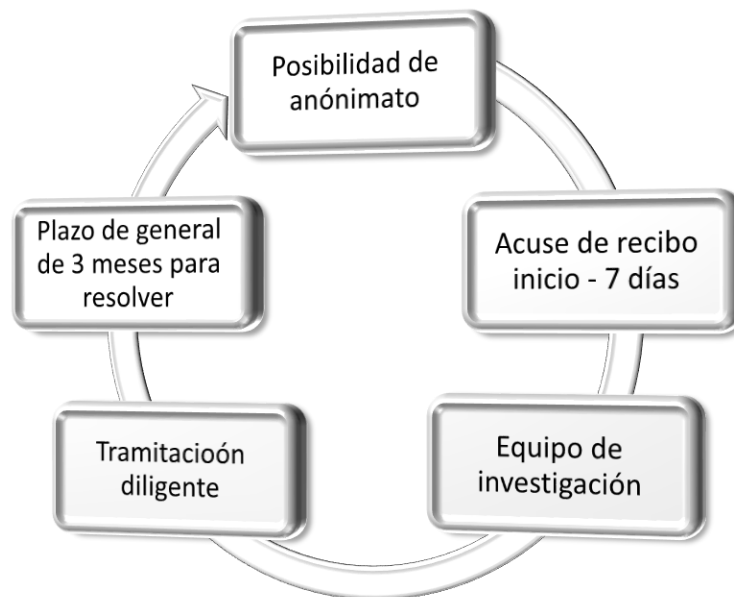 Posibilidad de
anónimato
Acuse de recibo
inicio - 7 días
Equipo de
investigación
Tramitacioón
diligente
Plazo de general
de 3 meses para
resolver